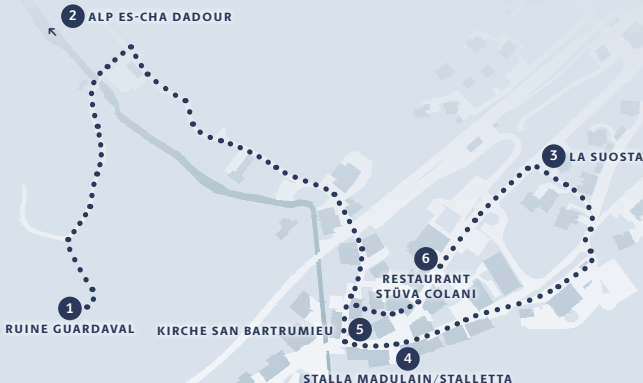 2 ALP ES-CHA DADOUR
3 LA SUOSTA
6
RESTAURANT
STÜVA COLANI
1
RUINE GUARDAVAL
KIRCHE SAN BARTRUMIEU 5
4
STALLA MADULAIN/STALLETTA